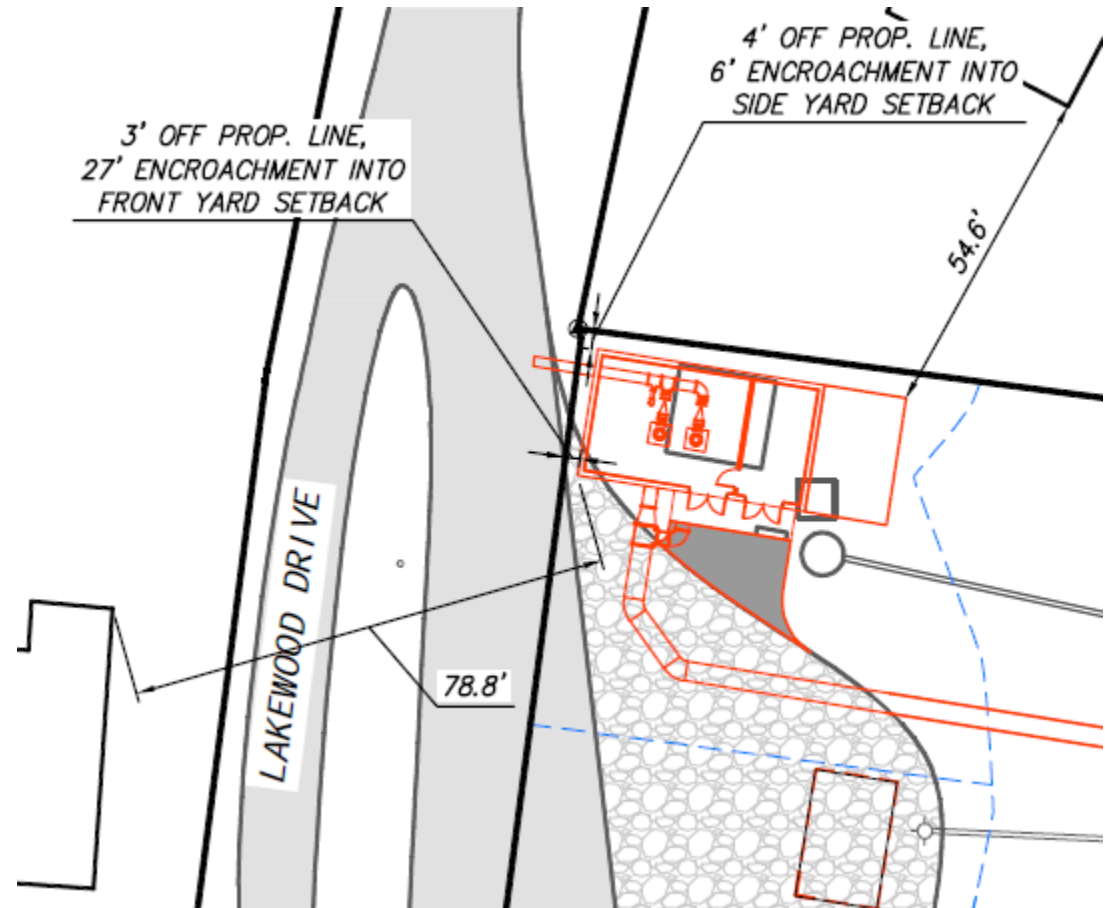 4' OFF PROP. LINE,
6' ENCROACHMENT INTO
SIDE YARD SETBACK
3' OFF PROP. LINE,
27' ENCROACHMENT INTO
FRONT YARD SETBACK
54.6'
LAKEWOOD DRIVE
78.8'